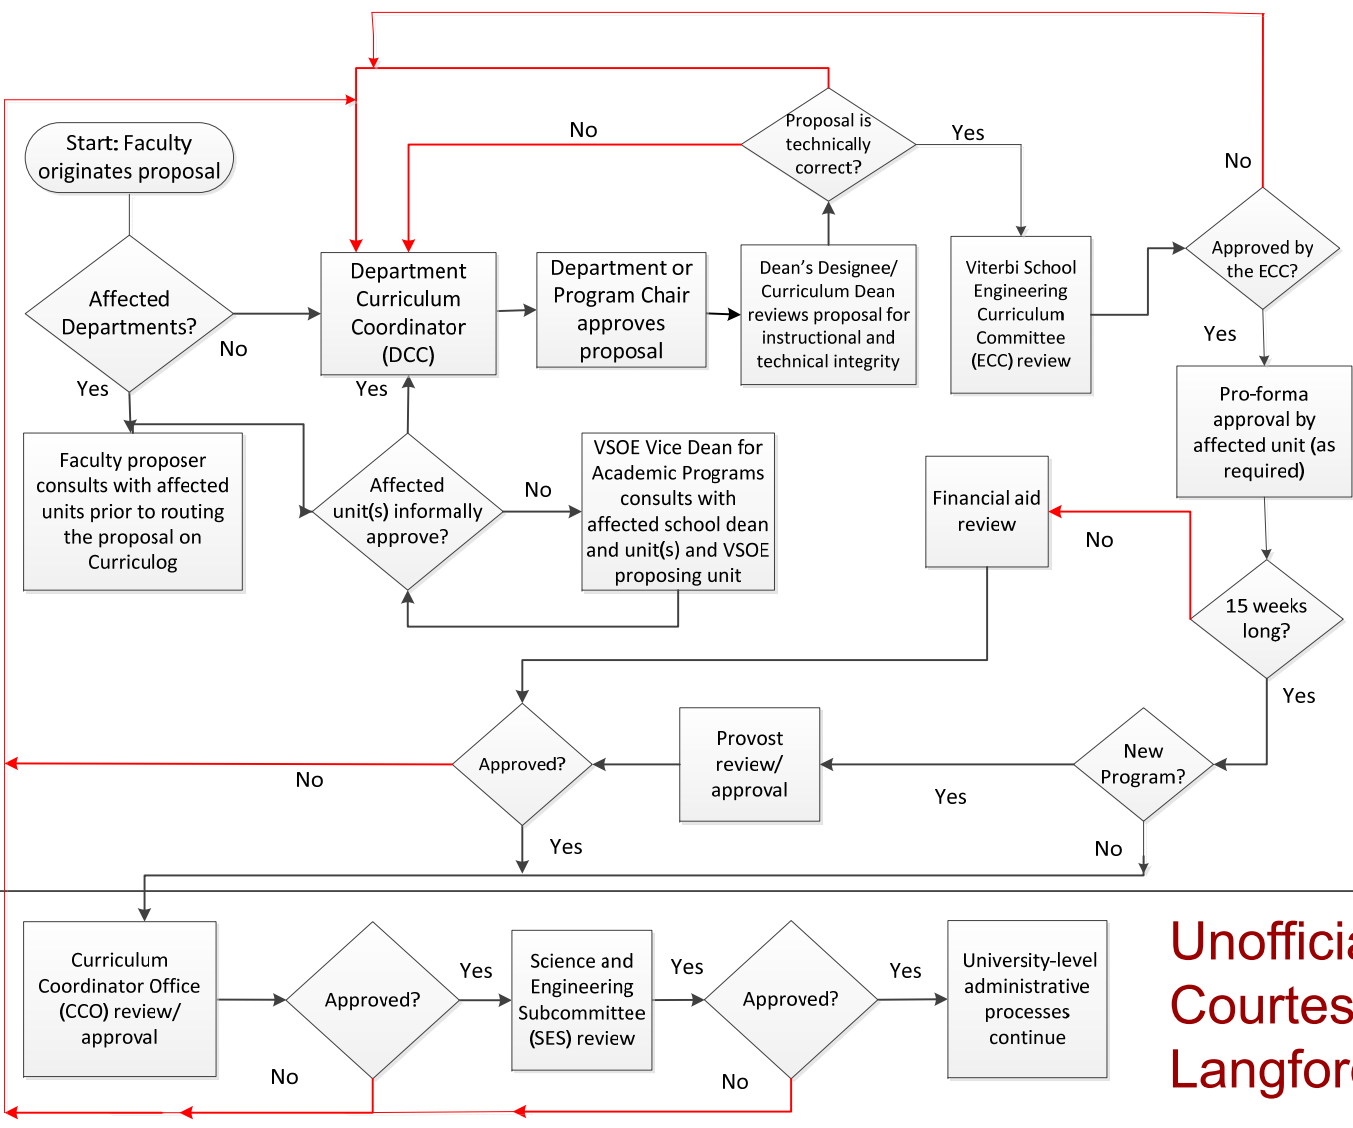 Start: Faculty
originates proposal
Affected
Departments?
No
Yes
Faculty proposer
consults with affected
units prior to routing
the proposal on
Curriculog
Department
Curriculum
Coordinator
(DCC)
Yes
Affected
unit(s) informally
approve?
No
VSOE Vice Dean for
Academic Programs
consults with
affected school dean
and unit(s) and VSOE
proposing unit
Department or
Program Chair
approves
proposal
Dean's Designee/
Curriculum Dean
reviews proposal for
instructional and
technical integrity
Proposal is
technically
correct?
No
Yes
Viterbi School
Engineering
Curriculum
Committee
(ECC) review
Approved by
the ECC?
No
Yes
Pro-forma
approval by
affected unit (as
required)
15 weeks
long?
No
Financial aid
review
Yes
New
Program?
Yes
No
Provost
review/
approval
Approved?
No
Yes
Curriculum
Coordinator Office
(CCO) review/
approval
Approved?
No
Yes
Science and
Engineering
Subcommittee
(SES) review
Yes
Approved?
No
Yes
University-level
administrative
processes
continue